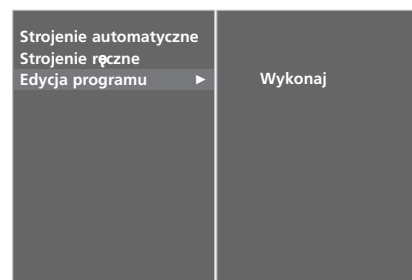 Strojenie automatyczne
Strojenie ręczne
Edycja programu ►
Wykonaj